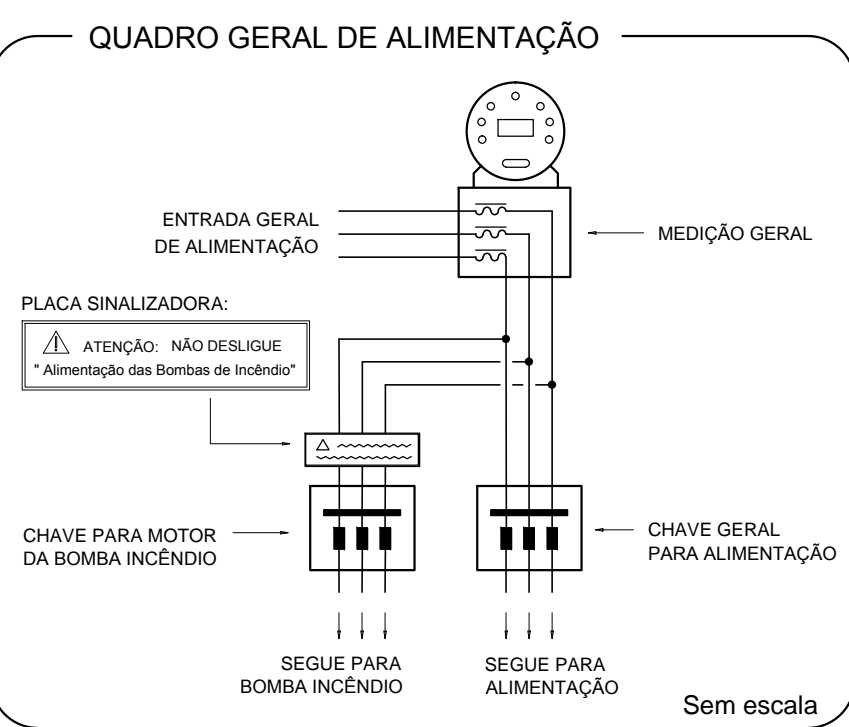 QUADRO GERAL DE ALIMENTAÇÃO
ENTRADA GERAL
DE ALIMENTAÇÃO
MEDIÇÃO GERAL
PLACA SINALIZADORA:
ATENÇÃO: NÃO DESLIGUE
" Alimentação das Bombas de Incêndio"
CHAVE PARA MOTOR
DA BOMBA INCÊNDIO
CHAVE GERAL
PARA ALIMENTAÇÃO
SEGUE PARA
BOMBA INCÊNDIO
SEGUE PARA
ALIMENTAÇÃO
Sem escala